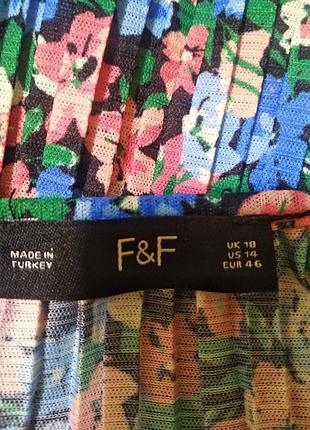 MADE IN
TURKEY
F&F
UK 18
US 14
EUR 46